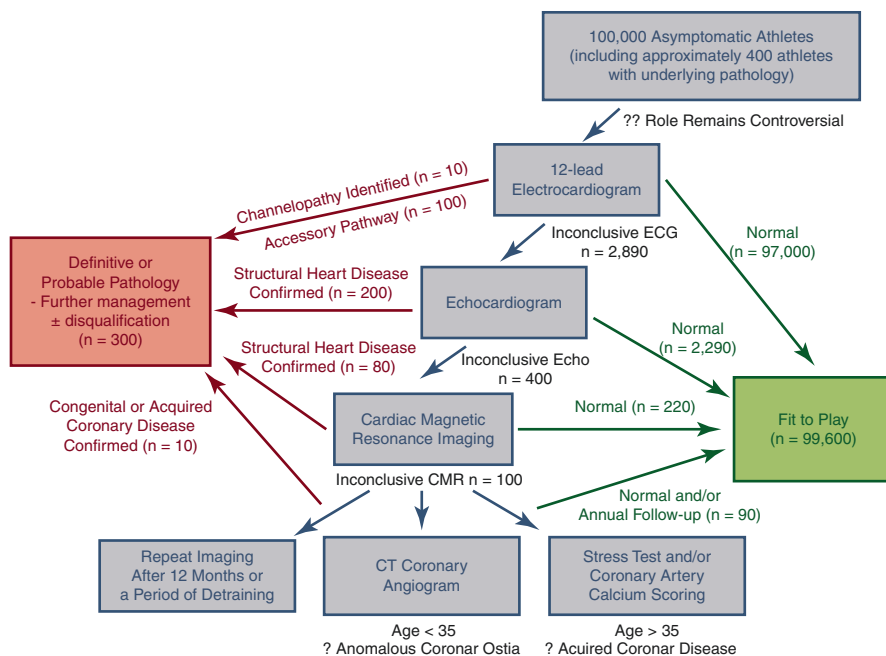 100,000 Asymptomatic Athletes
(including approximately 400 athletes
with underlying pathology)
?? Role Remains Controversial
12-lead
Electrocardiogram
Channelopathy Identified (n = 10)
Accessory Pathway (n = 100)
Normal
(n = 97,000)
Inconclusive ECG
n = 2,890
Definitive or
Probable Pathology
- Further management
± disqualification
(n = 300)
Structural Heart Disease
Confirmed (n = 200)
Echocardiogram
Normal
(n = 2,290)
Structural Heart Disease
Confirmed (n = 80)
Inconclusive Echo
n = 400
Congenital or Acquired
Coronary Disease
Confirmed (n = 10)
Cardiac Magnetic
Resonance Imaging
Normal (n = 220)
Fit to Play
(n = 99,600)
Inconclusive CMR n = 100
Normal and/or
Annual Follow-up (n = 90)
Repeat Imaging
After 12 Months or
a Period of Detraining
CT Coronary
Angiogram
Stress Test and/or
Coronary Artery
Calcium Scoring
Age < 35
? Anomalous Coronar Ostia
Age > 35
? Acuired Coronar Disease